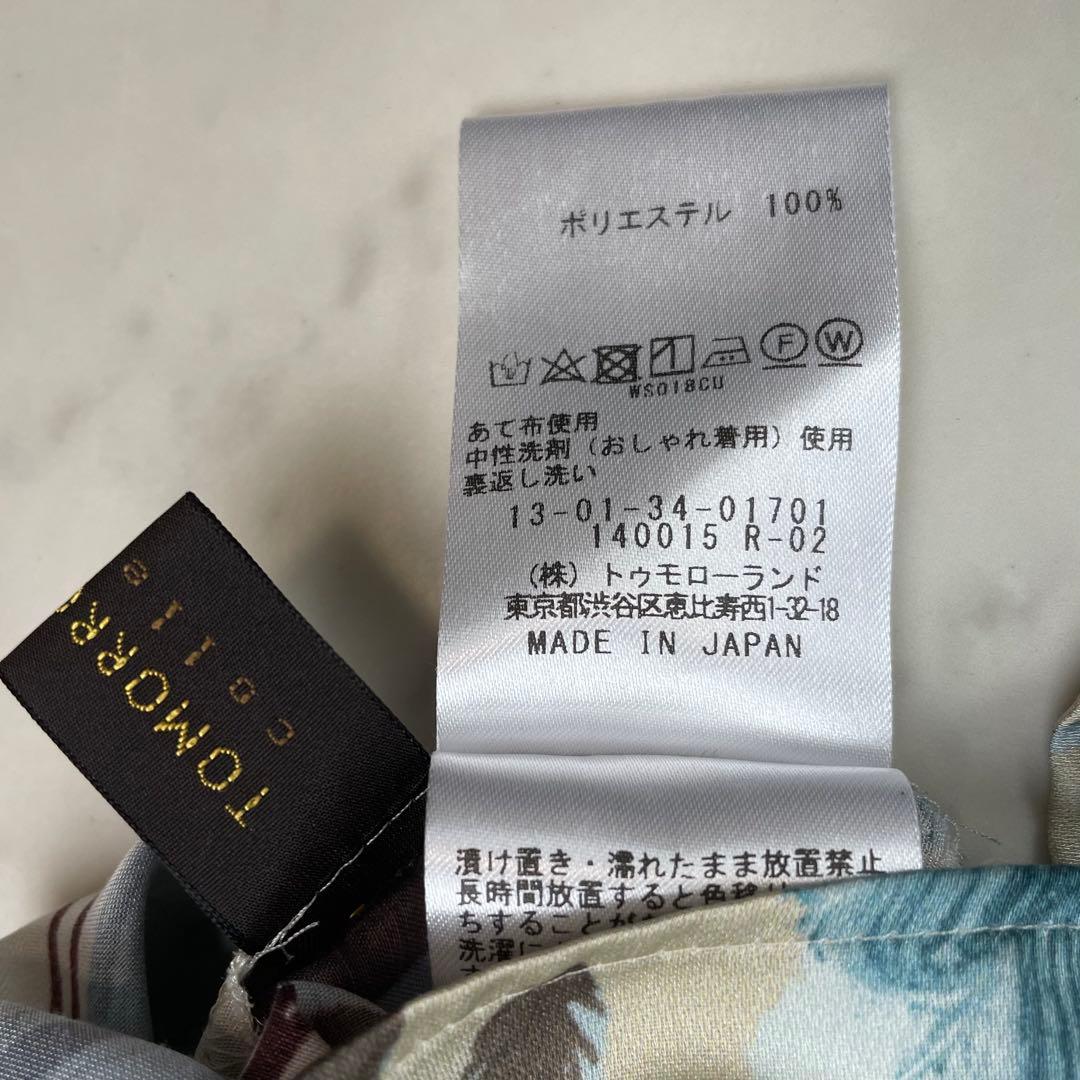 ポリエステル 100%
F W
WS018CU
あて布使用
中性洗剤(おしゃれ着用)使用
裏返し洗い
13-01-34-01701
140015 R-02
(株)トゥモローランド
東京都渋谷区恵比寿西1-32-18
MADE IN JAPAN
TOMORR
漬け置き・濡れたまま放置禁止
長時間放置すると色移り
ちすることが
洗濯に